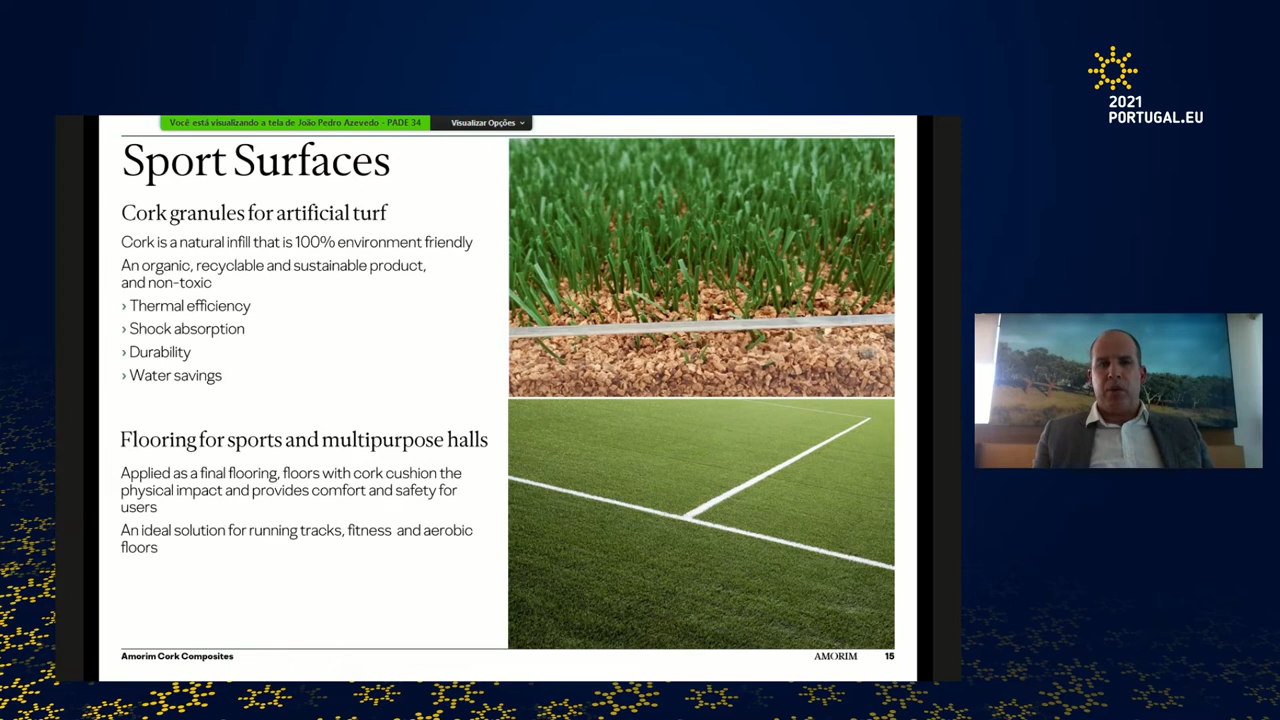 2021
PORTUGAL.EU
Você está visualizando a tela de João Pedro Azevedo - PADE 34
Visualizar Opções
Sport Surfaces
Cork granules for artificial turf
Cork is a natural infill that is 100% environment friendly
An organic, recyclable and sustainable product,
and non-toxic
› Thermal efficiency
› Shock absorption
› Durability
› Water savings
Flooring for sports and multipurpose halls
Applied as a final flooring, floors with cork cushion the
physical impact and provides comfort and safety for
users
An ideal solution for running tracks, fitness and aerobic
floors
Amorim Cork Composites
AMORIM
15